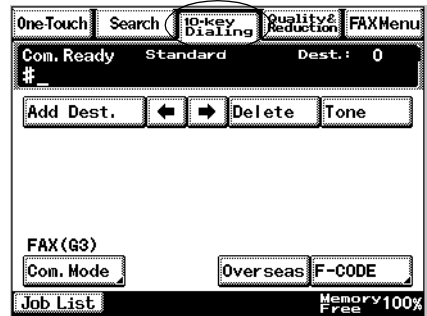 One-Touch Search 10-key Dialing Quality& Reduction FAX Menu
Com. Ready Standard Dest.: 0
#_
Add Dest. ← → Delete Tone
FAX(G3)
Com. Mode Overseas F-CODE
Job List Memory Free 100%